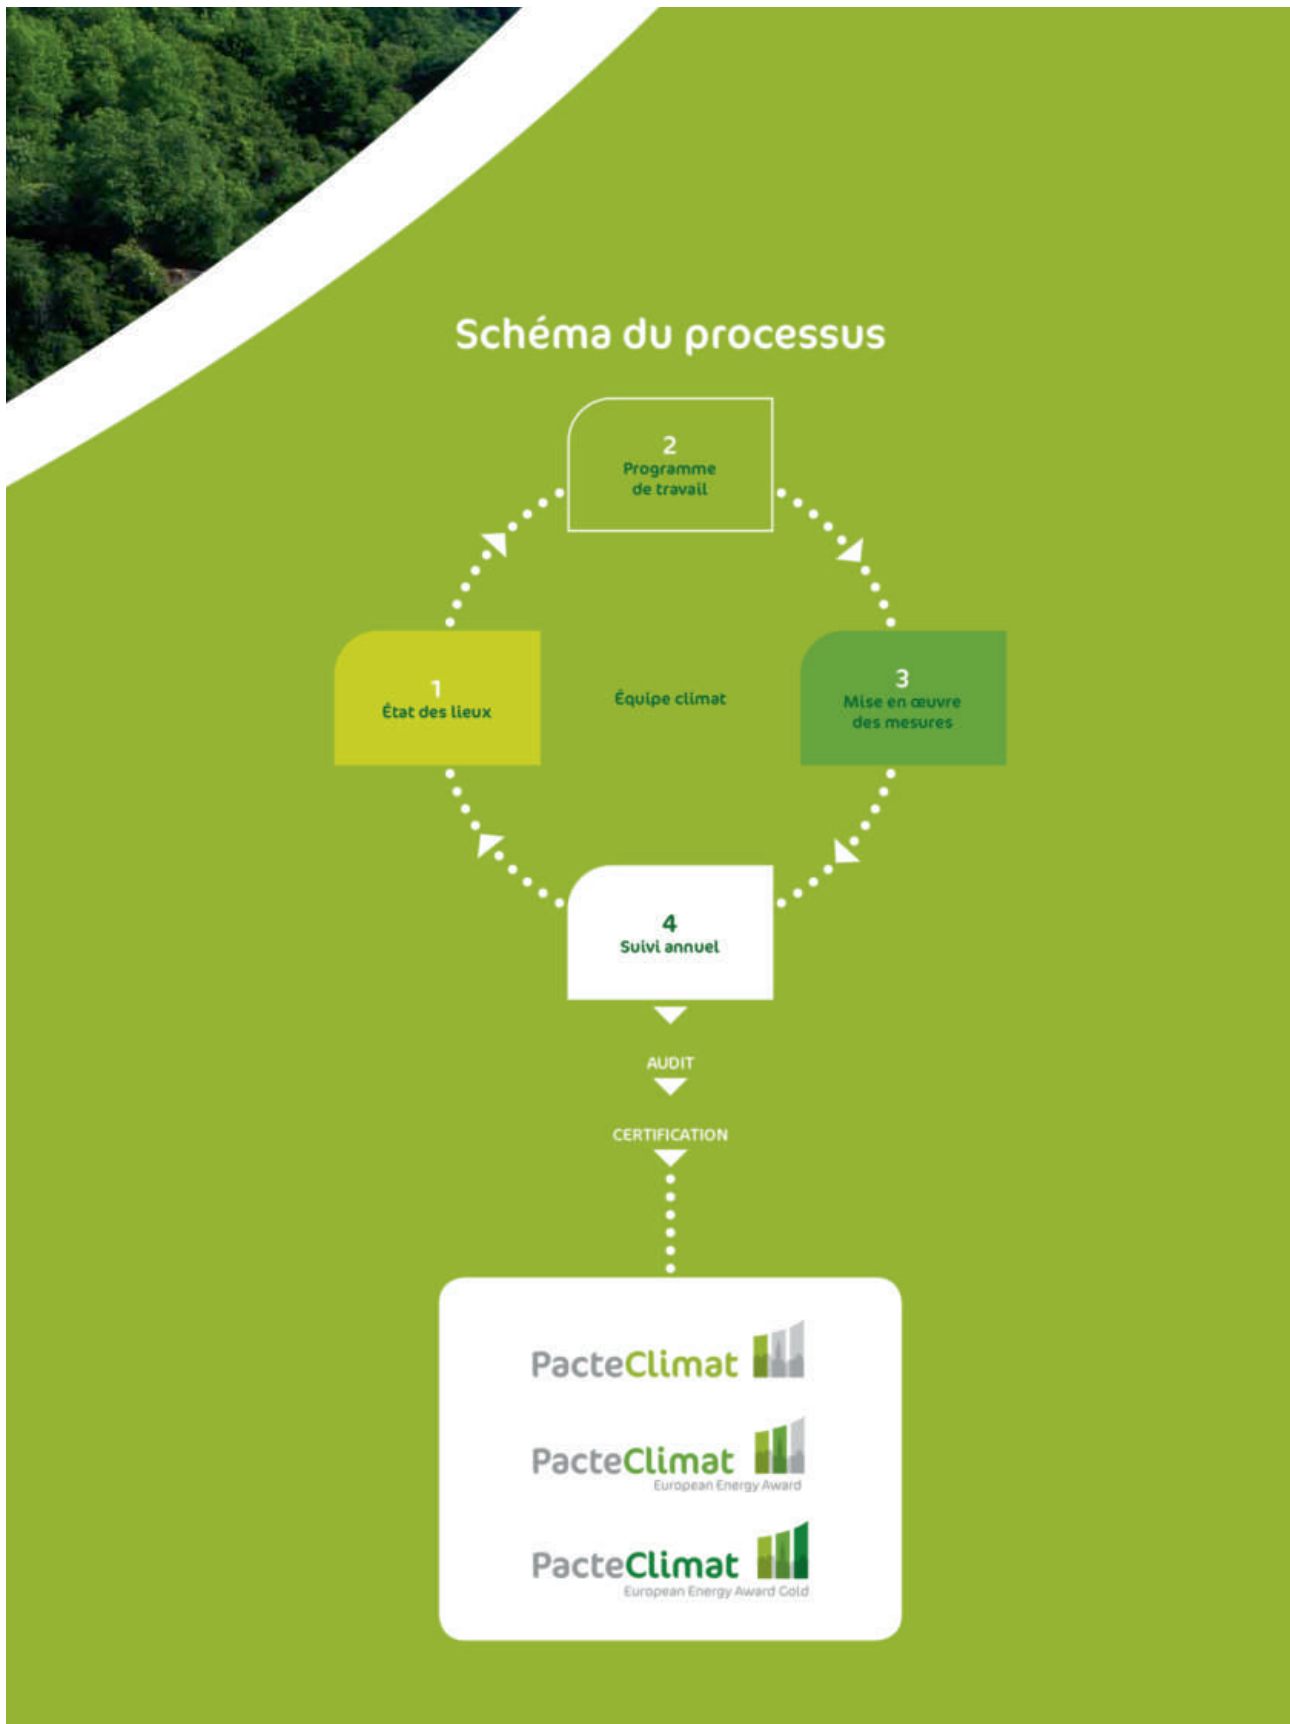 Schéma du processus
2
Programme
de travail
1
État des lieux
Équipe climat
3
Mise en œuvre
des mesures
4
Suivi annuel
AUDIT
CERTIFICATION
PacteClimat
PacteClimat
European Energy Award
PacteClimat
European Energy Award Gold